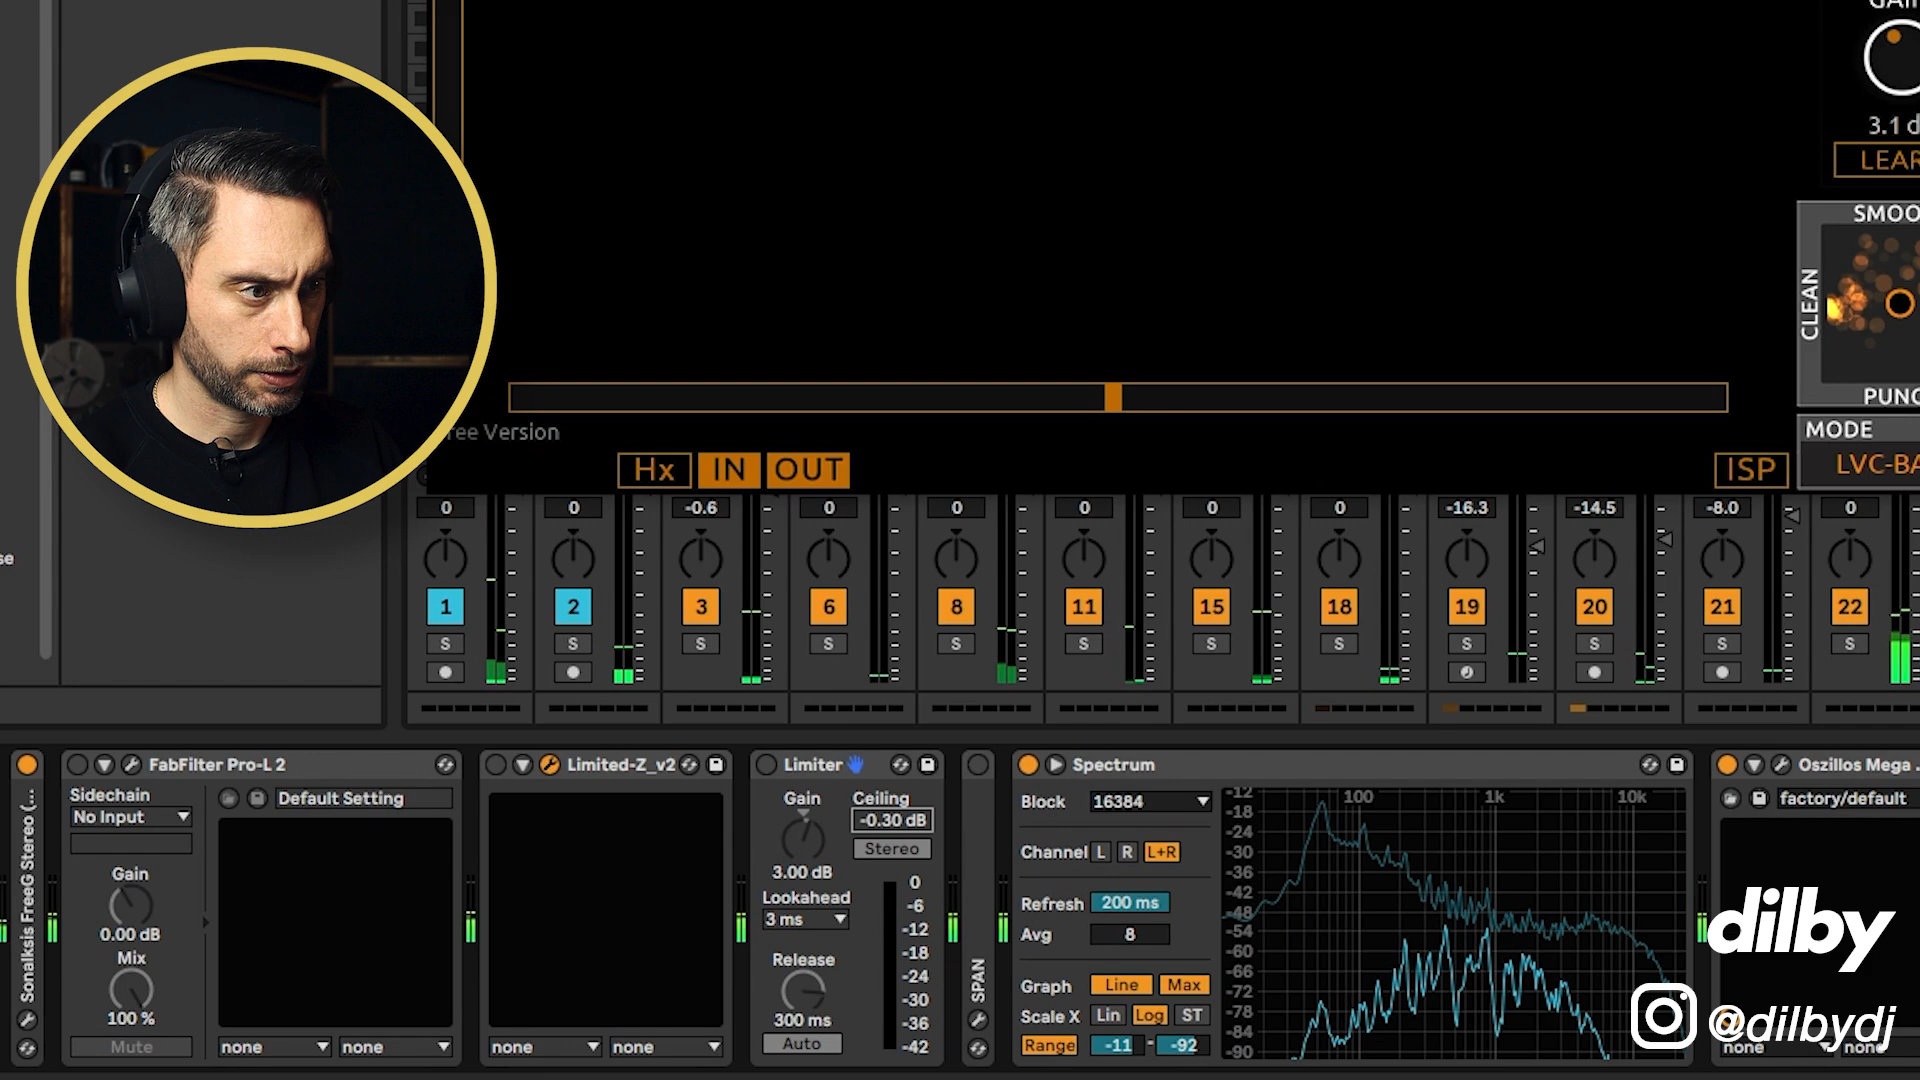 GAIN
3.1 d
LEAR
SMOO
CLEAN
PUNC
MODE
LVC-BA
ree Version
Hx IN OUT ISP
0 0 -0.6 0 0 0 0 0 -16.3 -14.5 -8.0 0
1 2 3 6 8 11 15 18 19 20 21 22
S S S S S S S S S S S S
se
Sonalksis FreeG Stereo (...
FabFilter Pro-L 2
Sidechain
No Input
Default Setting
Gain
0.00 dB
Mix
100 %
Mute
none none
Limited-Z_v2
none none
Limiter
Gain Ceiling
-0.30 dB
Stereo
3.00 dB
Lookahead
3 ms
Release
300 ms
Auto
0
-6
-12
-18
-24
-30
-36
-42
SPAN
Spectrum
Block 16384
Channel L R L+R
Refresh 200 ms
Avg 8
Graph Line Max
Scale X Lin Log ST
Range -11 - -92
100 1k 10k
-12
-18
-24
-30
-36
-42
-48
-54
-60
-66
-72
-78
-84
-90
Oszillos Mega ...
factory/default
none none
dilby
@dilbydj